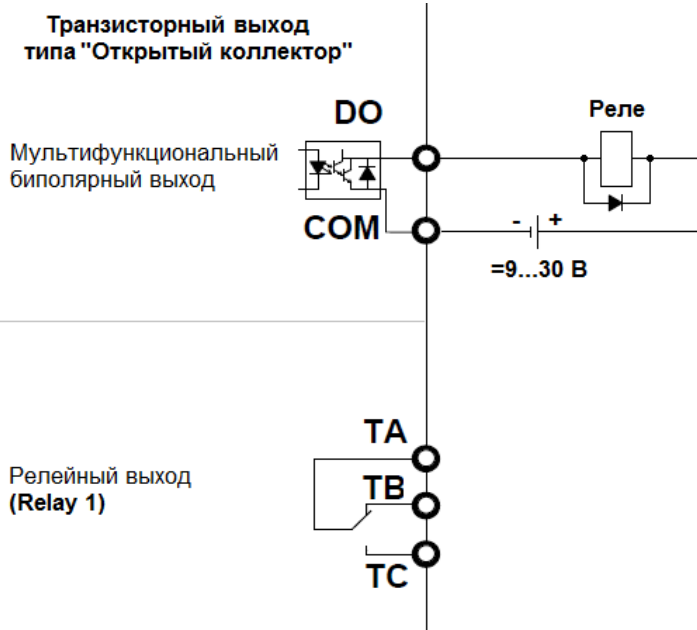 Транзисторный выход
типа "Открытый коллектор"
DO
Реле
Мультифункциональный
биполярный выход
COM
- +
=9...30 В
TA
Релейный выход
(Relay 1)
TB
TC